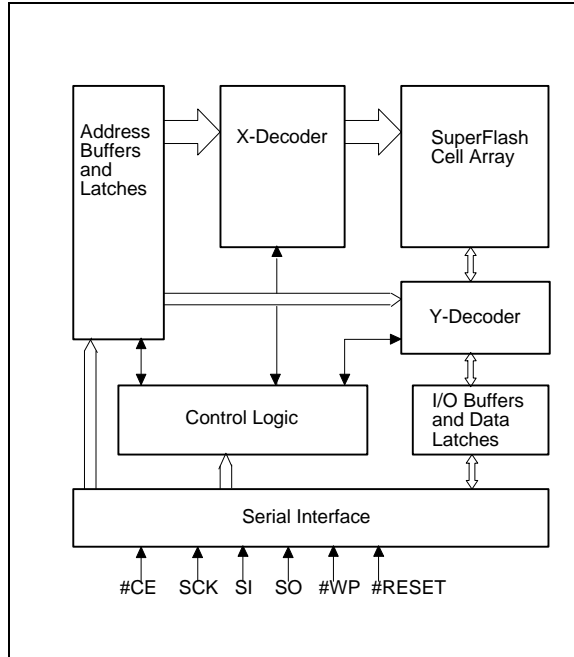 Address
Buffers
and
Latches
X-Decoder
SuperFlash
Cell Array
Y-Decoder
Control Logic
I/O Buffers
and Data
Latches
Serial Interface
#CE SCK SI SO #WP #RESET